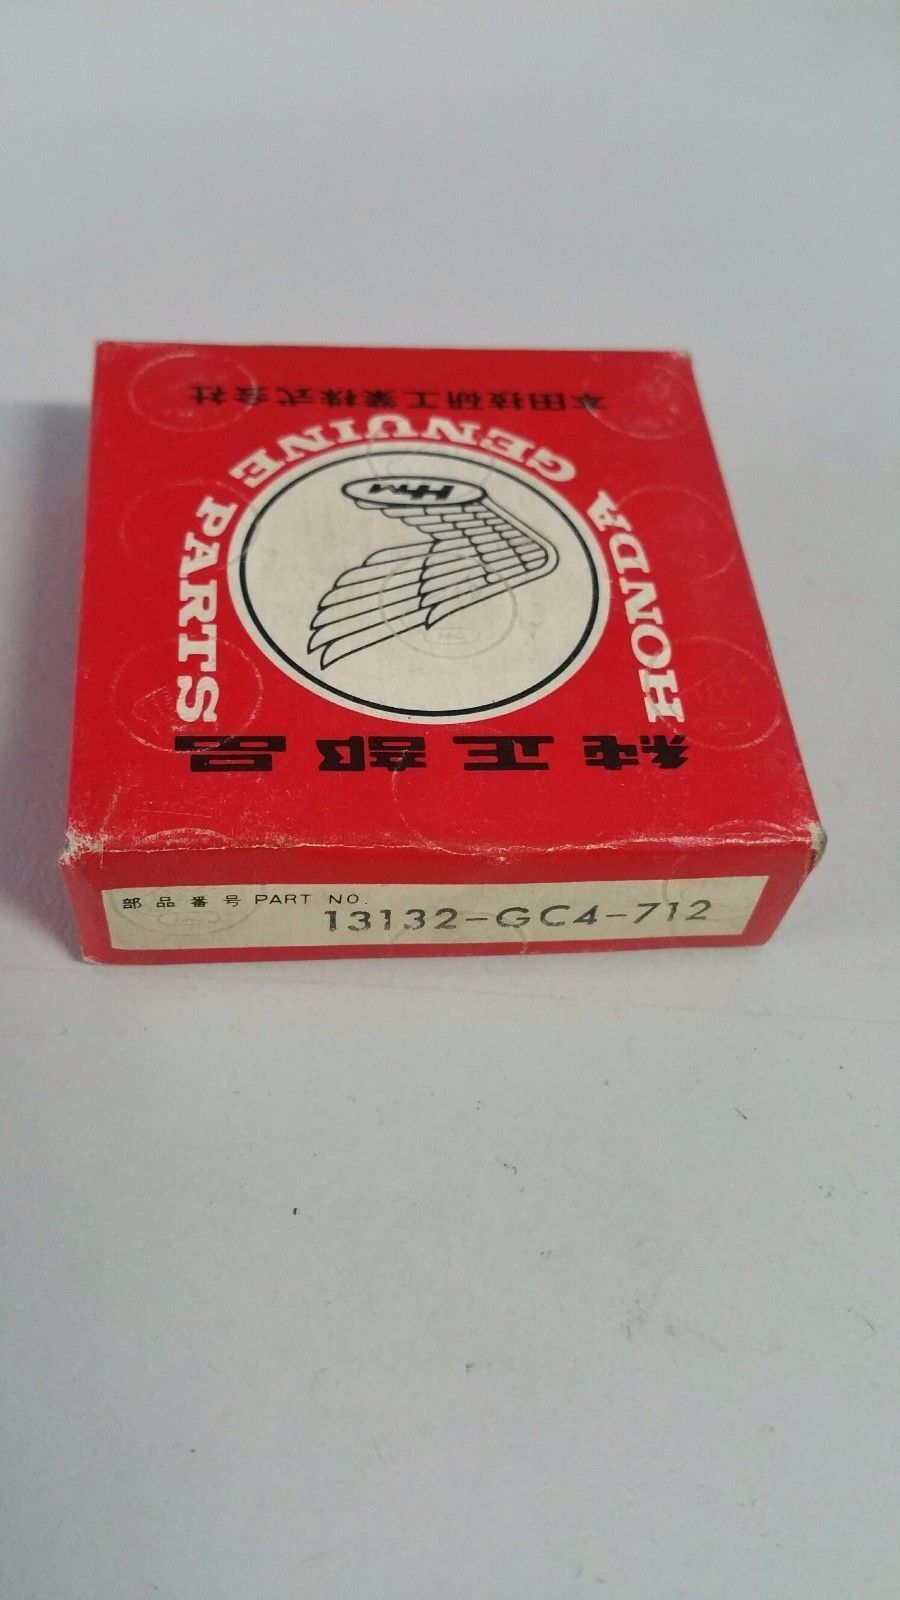 本田技研工業株式会社
HONDA GENUINE PARTS
HM
純正部品
部品番号 PART NO.
13132-GC4-712